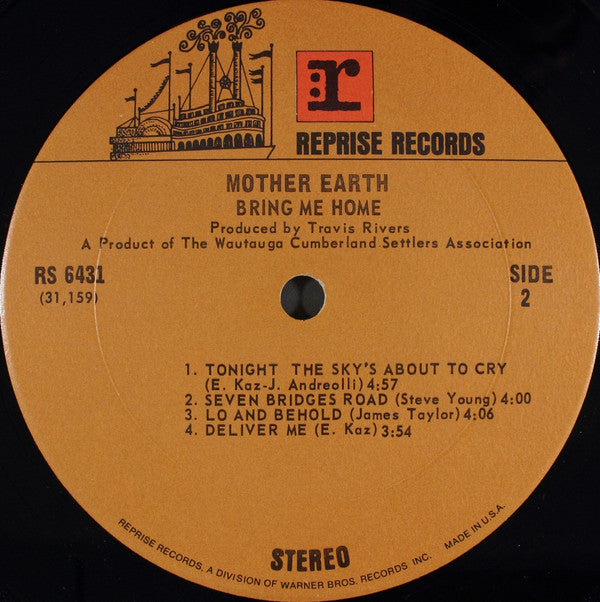 r
REPRISE RECORDS
MOTHER EARTH
BRING ME HOME
Produced by Travis Rivers
A Product of The Wautauga Cumberland Settlers Association
RS 6431
(31,159)
SIDE
2
1. TONIGHT THE SKY'S ABOUT TO CRY
(E. Kaz-J. Andreolli) 4:57
2. SEVEN BRIDGES ROAD (Steve Young) 4:00
3. LO AND BEHOLD (James Taylor) 4:06
4. DELIVER ME (E. Kaz) 3:54
STEREO
REPRISE RECORDS, A DIVISION OF WARNER BROS. RECORDS INC. MADE IN U.S.A.